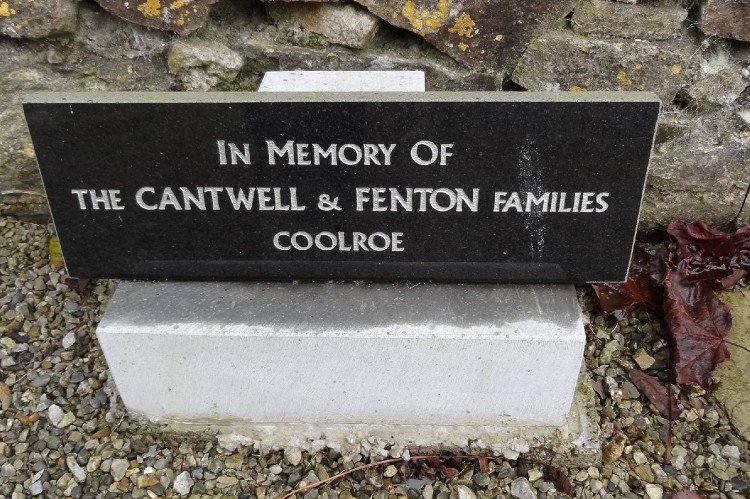 In Memory Of
the CANTWELL & FENTON families
COOLROE